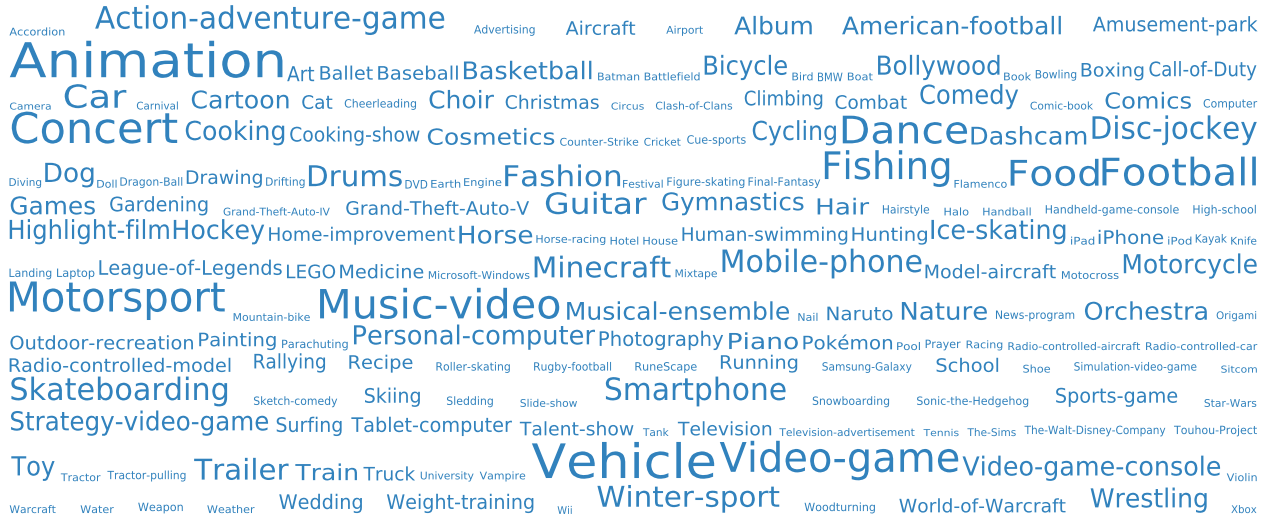 Accordion Action-adventure-game Advertising Aircraft Airport Album American-football Amusement-park
Animation Art Ballet Baseball Basketball Batman Battlefield Bicycle Bird BMW Boat Bollywood Book Bowling Boxing Call-of-Duty
Camera Car Carnival Cartoon Cat Cheerleading Choir Christmas Circus Clash-of-Clans Climbing Combat Comedy Comic-book Comics Computer
Concert Cooking Cooking-show Cosmetics Counter-Strike Cricket Cue-sports Cycling Dance Dashcam Disc-jockey
Diving Dog Doll Dragon-Ball Drawing Drifting Drums DVD Earth Engine Fashion Festival Figure-skating Final-Fantasy Fishing Flamenco Food Football
Games Gardening Grand-Theft-Auto-IV Grand-Theft-Auto-V Guitar Gymnastics Hair Hairstyle Halo Handball Handheld-game-console High-school
Highlight-film Hockey Home-improvement Horse Horse-racing Hotel House Human-swimming Hunting Ice-skating iPad iPhone iPod Kayak Knife
Landing Laptop League-of-Legends LEGO Medicine Microsoft-Windows Minecraft Mixtape Mobile-phone Model-aircraft Motocross Motorcycle
Motorsport Mountain-bike Music-video Musical-ensemble Nail Naruto Nature News-program Orchestra Origami
Outdoor-recreation Painting Parachuting Personal-computer Photography Piano Pokémon Pool Prayer Racing Radio-controlled-aircraft Radio-controlled-car
Radio-controlled-model Rallying Recipe Roller-skating Rugby-football RuneScape Running Samsung-Galaxy School Shoe Simulation-video-game Sitcom
Skateboarding Sketch-comedy Skiing Sledding Slide-show Smartphone Snowboarding Sonic-the-Hedgehog Sports-game Star-Wars
Strategy-video-game Surfing Tablet-computer Talent-show Tank Television Television-advertisement Tennis The-Sims The-Walt-Disney-Company Touhou-Project
Toy Tractor Tractor-pulling Trailer Train Truck University Vampire Vehicle Video-game Video-game-console Violin
Warcraft Water Weapon Weather Wedding Weight-training Wii Winter-sport Woodturning World-of-Warcraft Wrestling Xbox